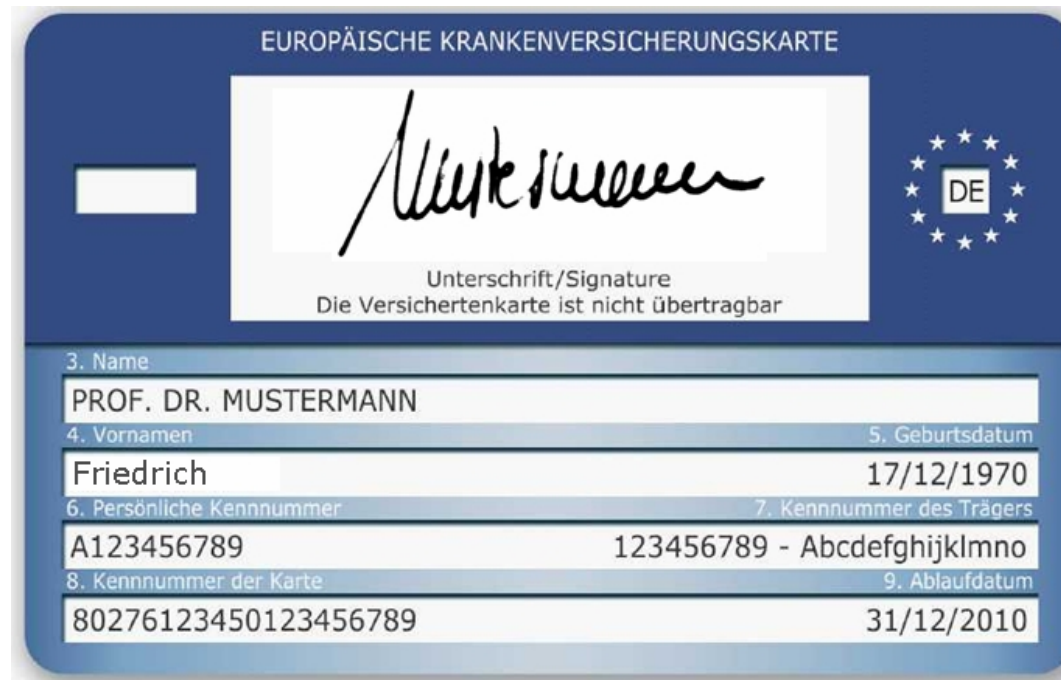 EUROPÄISCHE KRANKENVERSICHERUNGSKARTE
Mustermann
DE
Unterschrift/Signature
Die Versichertenkarte ist nicht übertragbar
3. Name
PROF. DR. MUSTERMANN
4. Vornamen 5. Geburtsdatum
Friedrich 17/12/1970
6. Persönliche Kennnummer 7. Kennnummer des Trägers
A123456789 123456789 - Abcdefghijklmno
8. Kennnummer der Karte 9. Ablaufdatum
80276123450123456789 31/12/2010